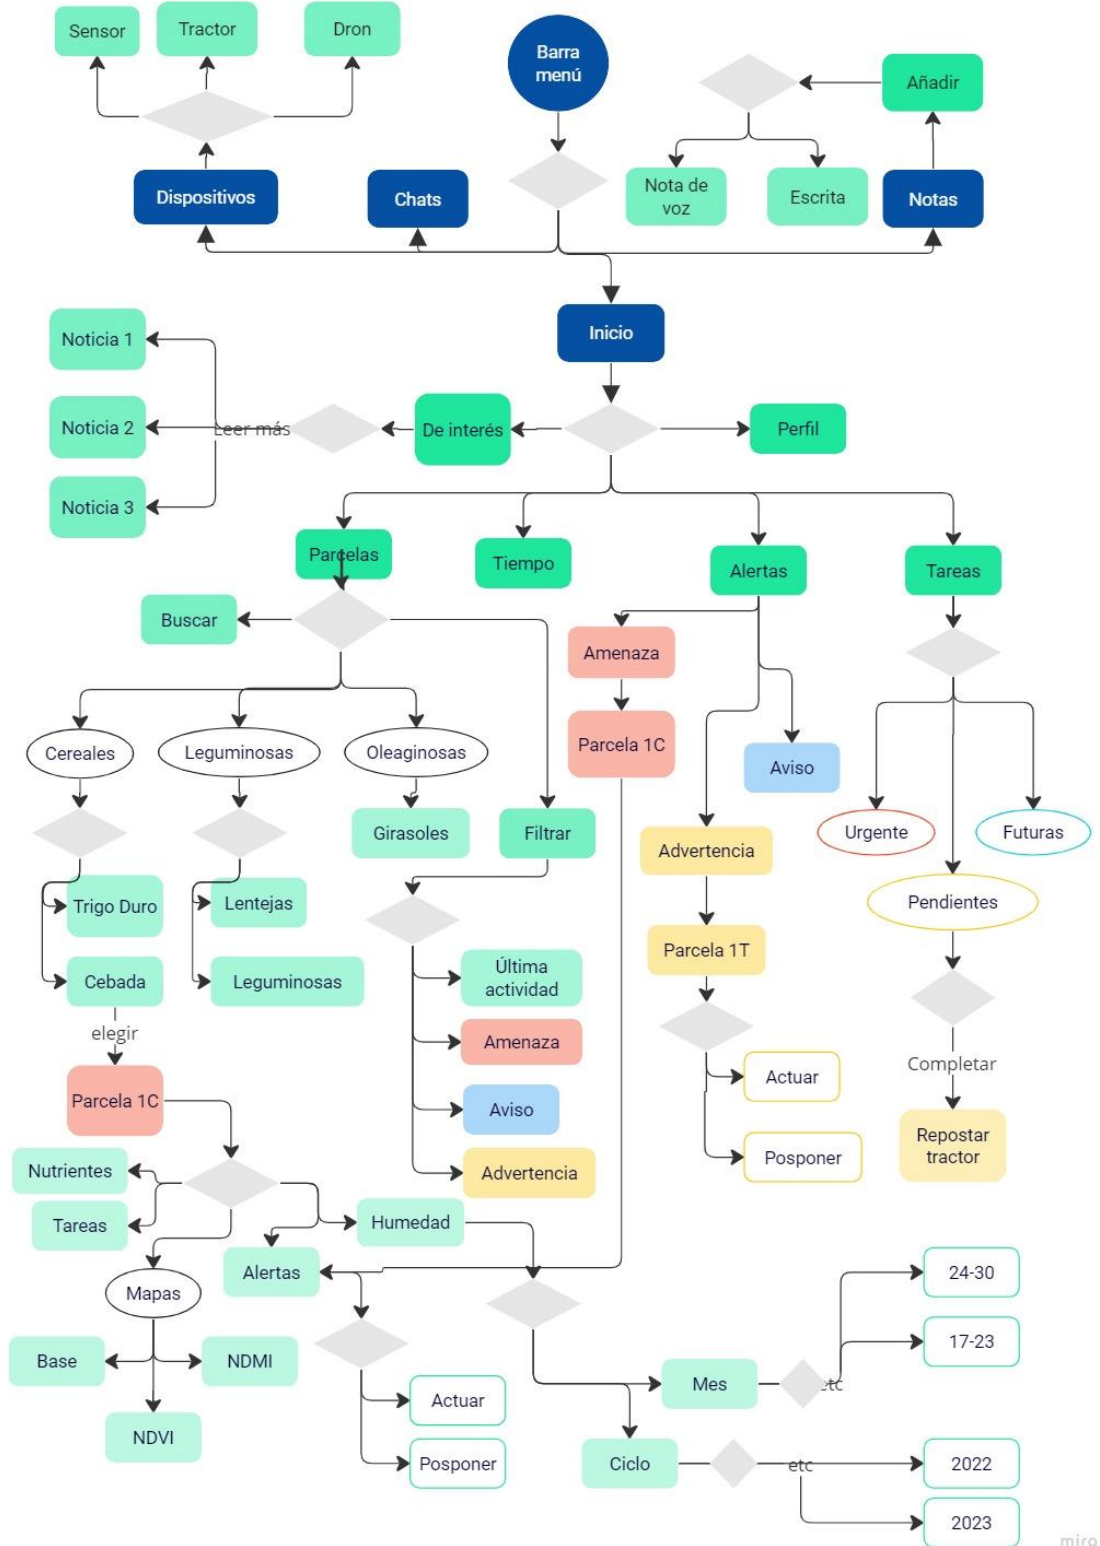 Sensor
Tractor
Dron
Barra
menú
Añadir
Dispositivos
Chats
Nota de
voz
Escrita
Notas
Inicio
Noticia 1
Noticia 2
Noticia 3
Leer más
De interés
Perfil
Parcelas
Tiempo
Alertas
Tareas
Buscar
Amenaza
Parcela 1C
Cereales
Leguminosas
Oleaginosas
Aviso
Girasoles
Filtrar
Advertencia
Urgente
Futuras
Pendientes
Trigo Duro
Lentejas
Cebada
Leguminosas
Última
actividad
Parcela 1T
elegir
Amenaza
Completar
Parcela 1C
Aviso
Actuar
Repostar
tractor
Nutrientes
Advertencia
Posponer
Tareas
Humedad
Alertas
Mapas
24-30
17-23
Base
NDMI
NDVI
Mes
etc
Actuar
Posponer
Ciclo
etc
2022
2023
miro